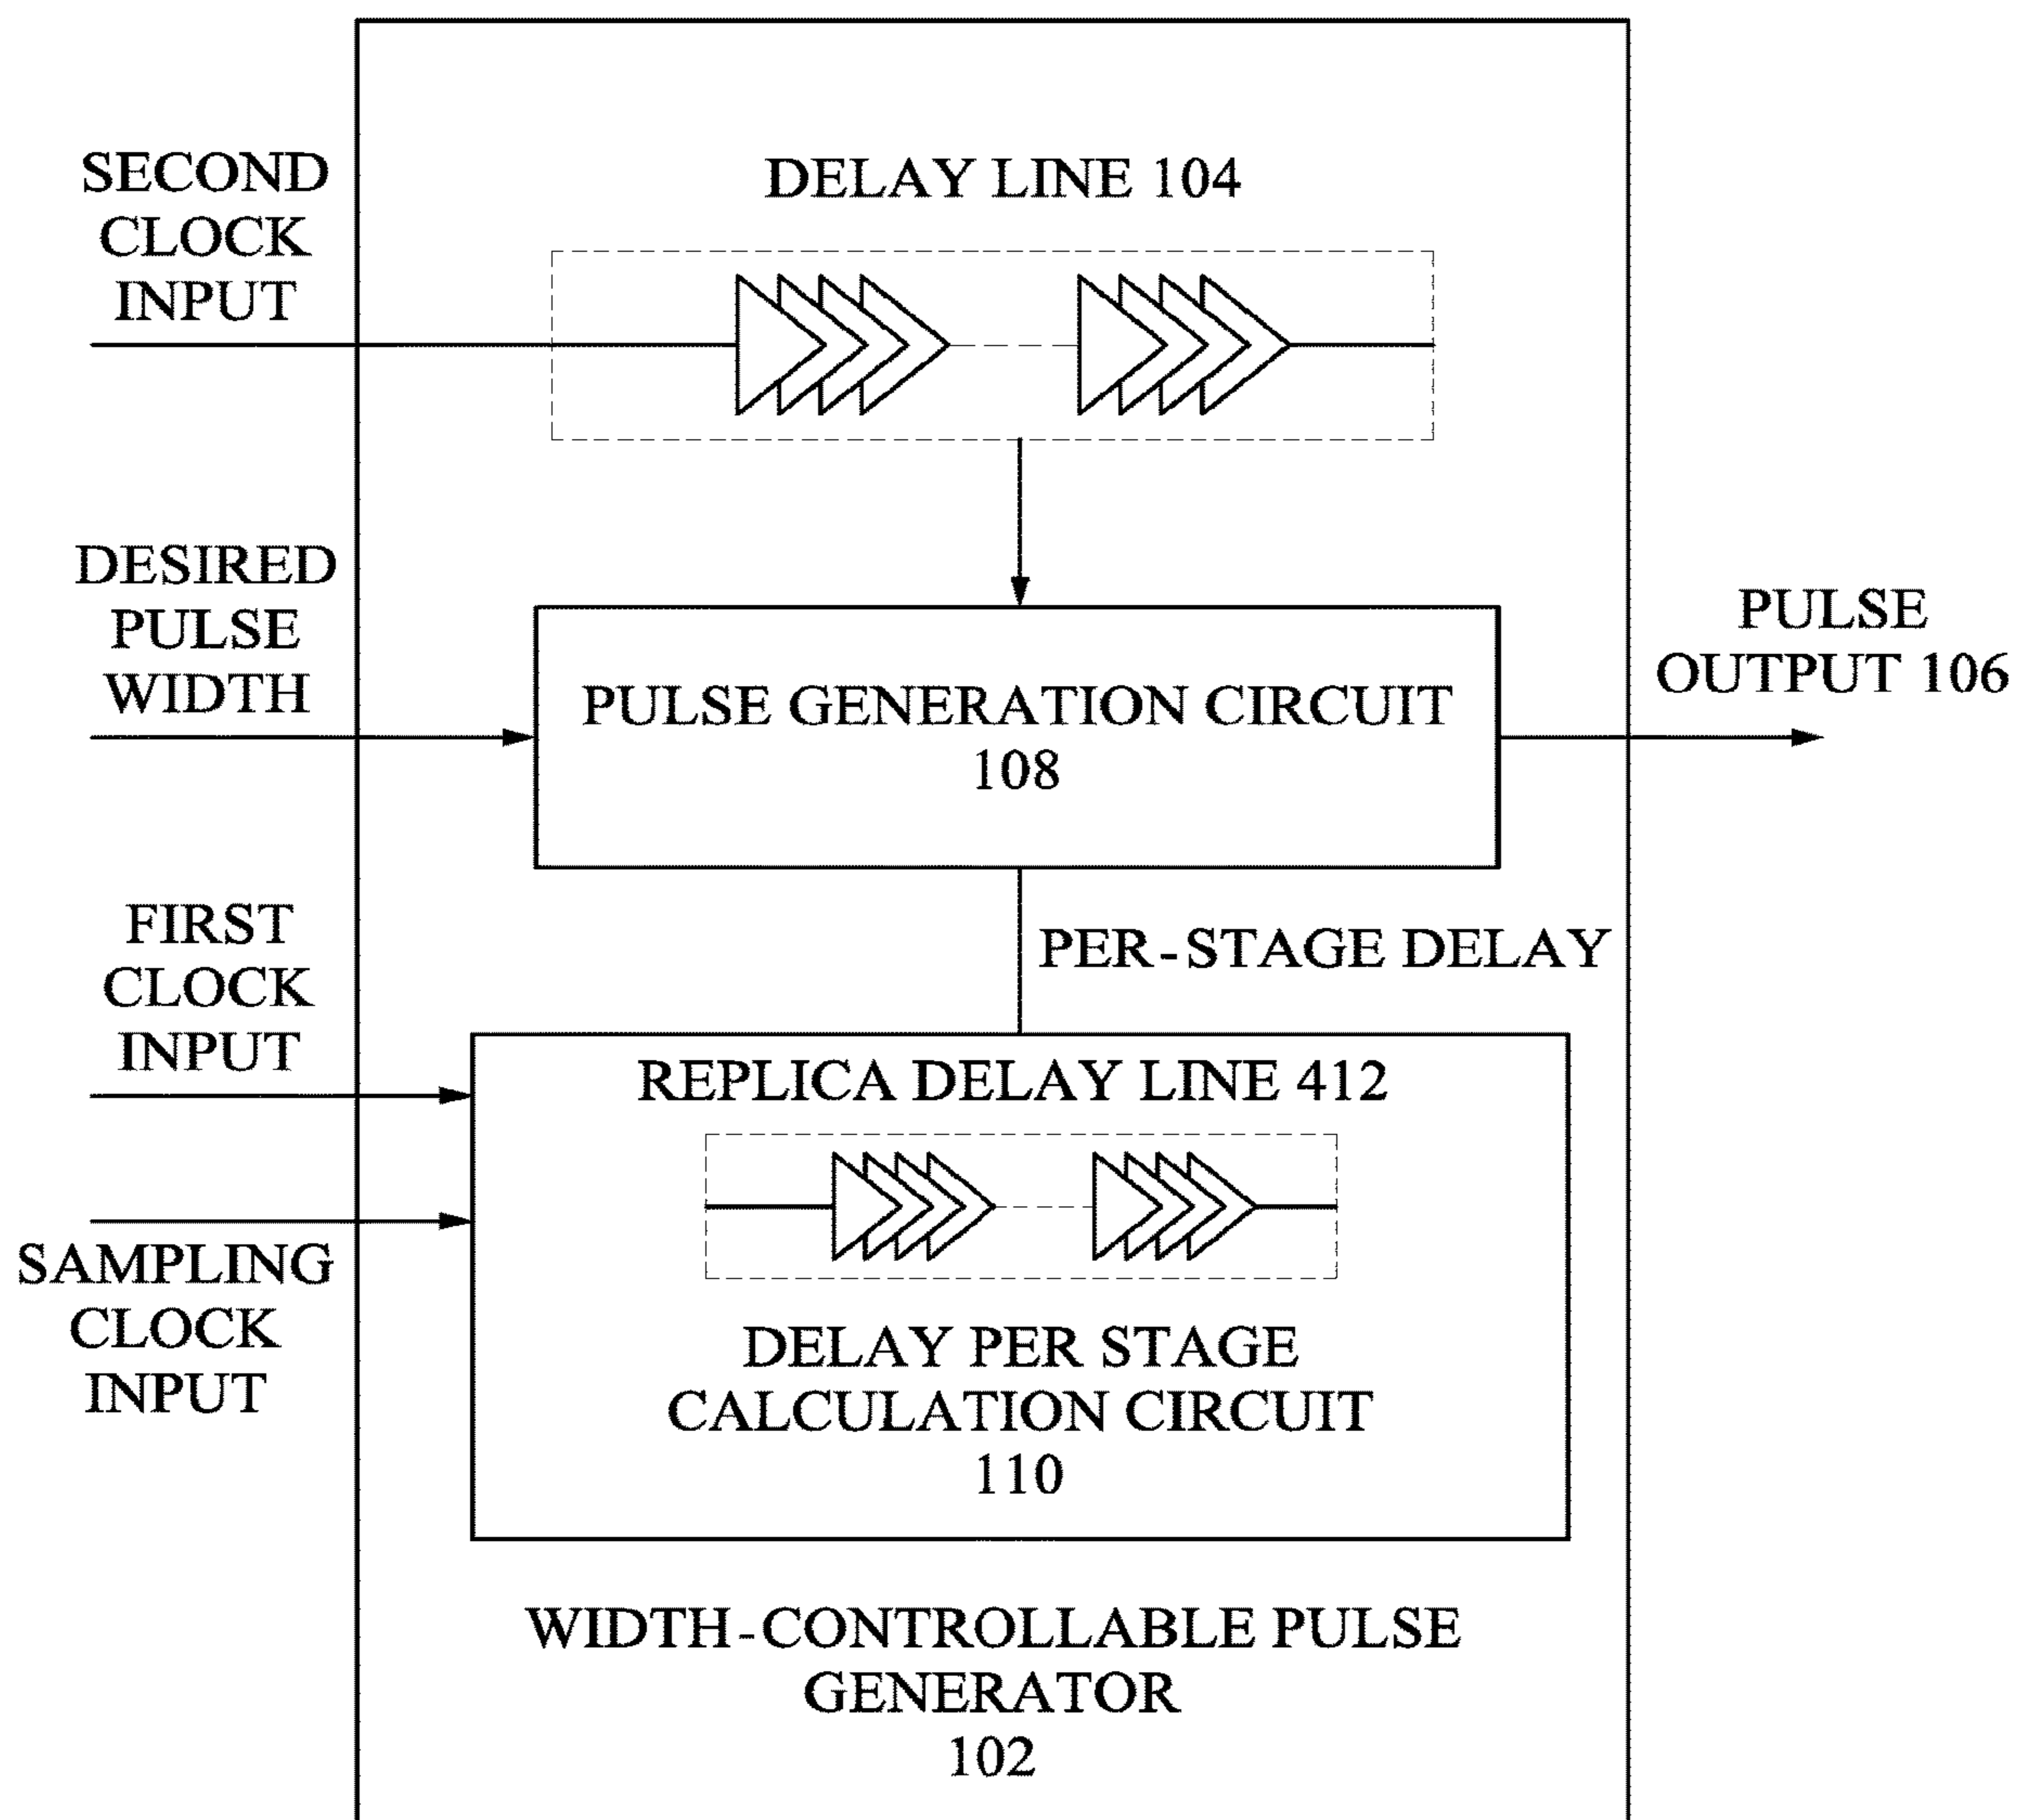 SECOND
CLOCK
INPUT
DELAY LINE 104
DESIRED
PULSE
WIDTH
PULSE GENERATION CIRCUIT
108
PULSE
OUTPUT 106
FIRST
CLOCK
INPUT
PER-STAGE DELAY
REPLICA DELAY LINE 412
SAMPLING
CLOCK
INPUT
DELAY PER STAGE
CALCULATION CIRCUIT
110
WIDTH-CONTROLLABLE PULSE
GENERATOR
102